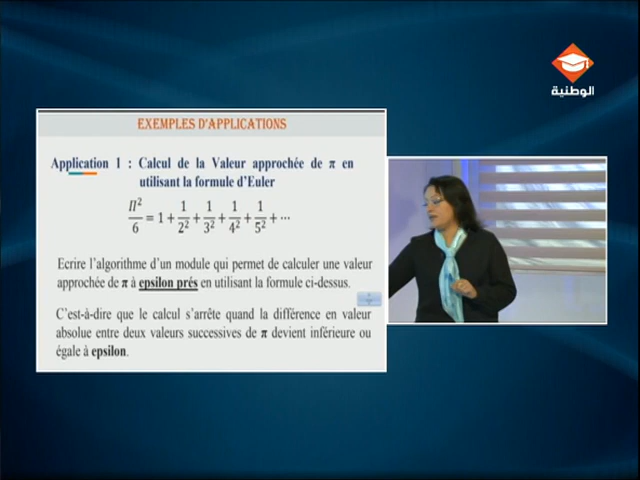 الوطنية
EXEMPLES D'APPLICATIONS
Application 1 : Calcul de la Valeur approchée de π en
utilisant la formule d'Euler
Π²/6 = 1 + 1/2² + 1/3² + 1/4² + 1/5² + ⋯
Ecrire l'algorithme d'un module qui permet de calculer une valeur
approchée de π à epsilon prés en utilisant la formule ci-dessus.
C'est-à-dire que le calcul s'arrête quand la différence en valeur
absolue entre deux valeurs successives de π devient inférieure ou
égale à epsilon.